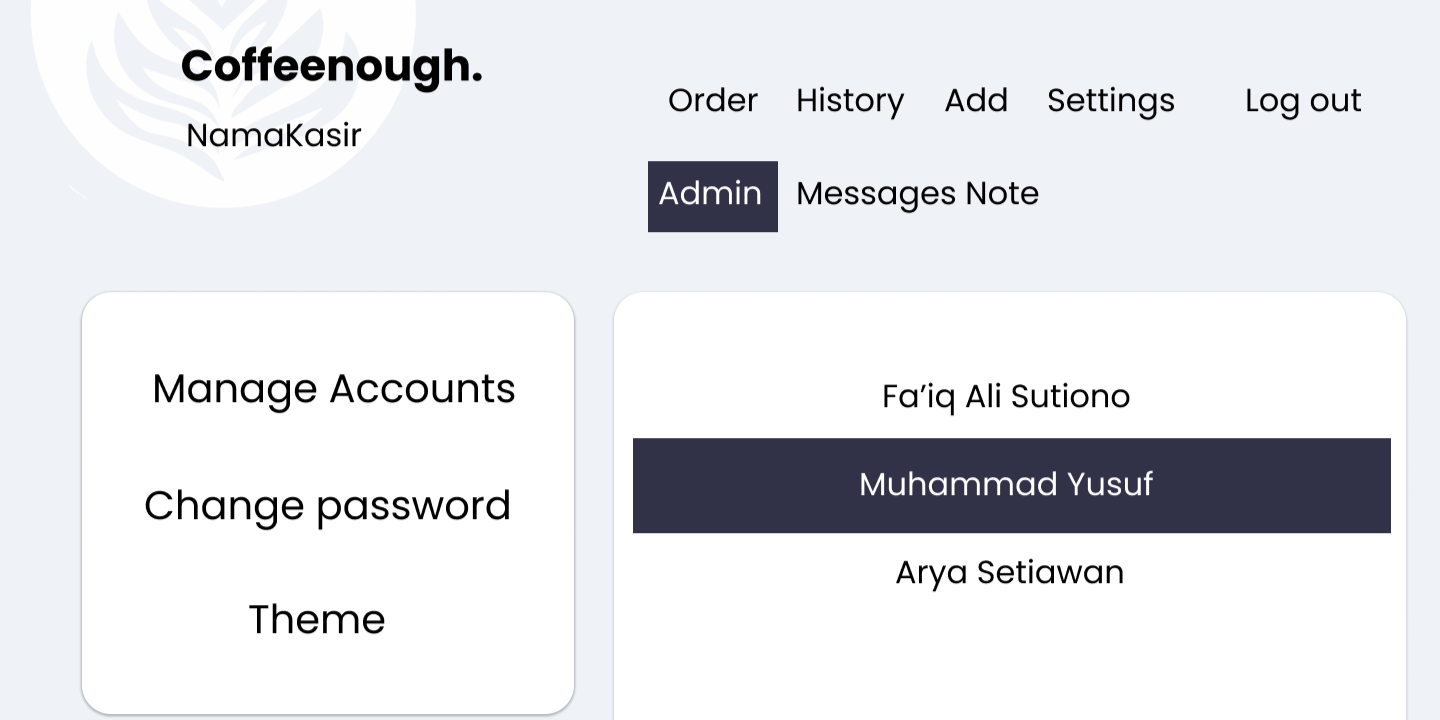 Coffeenough.
NamaKasir
Order History Add Settings Log out
Admin Messages Note
Manage Accounts
Change password
Theme
Fa’iq Ali Sutiono
Muhammad Yusuf
Arya Setiawan